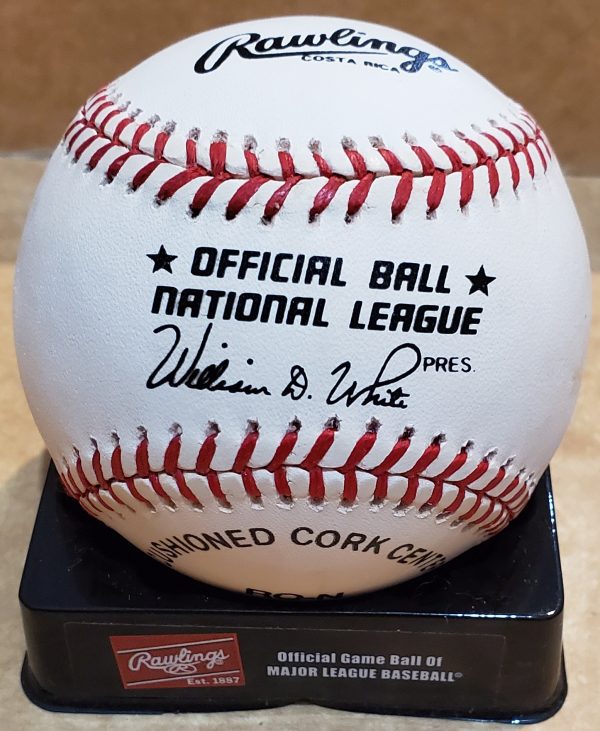 Rawlings®
COSTA RICA
★ OFFICIAL BALL ★
NATIONAL LEAGUE
William D. White PRES.
CUSHIONED CORK CENTER
RO-N
Rawlings
Est. 1887
Official Game Ball Of
MAJOR LEAGUE BASEBALL®